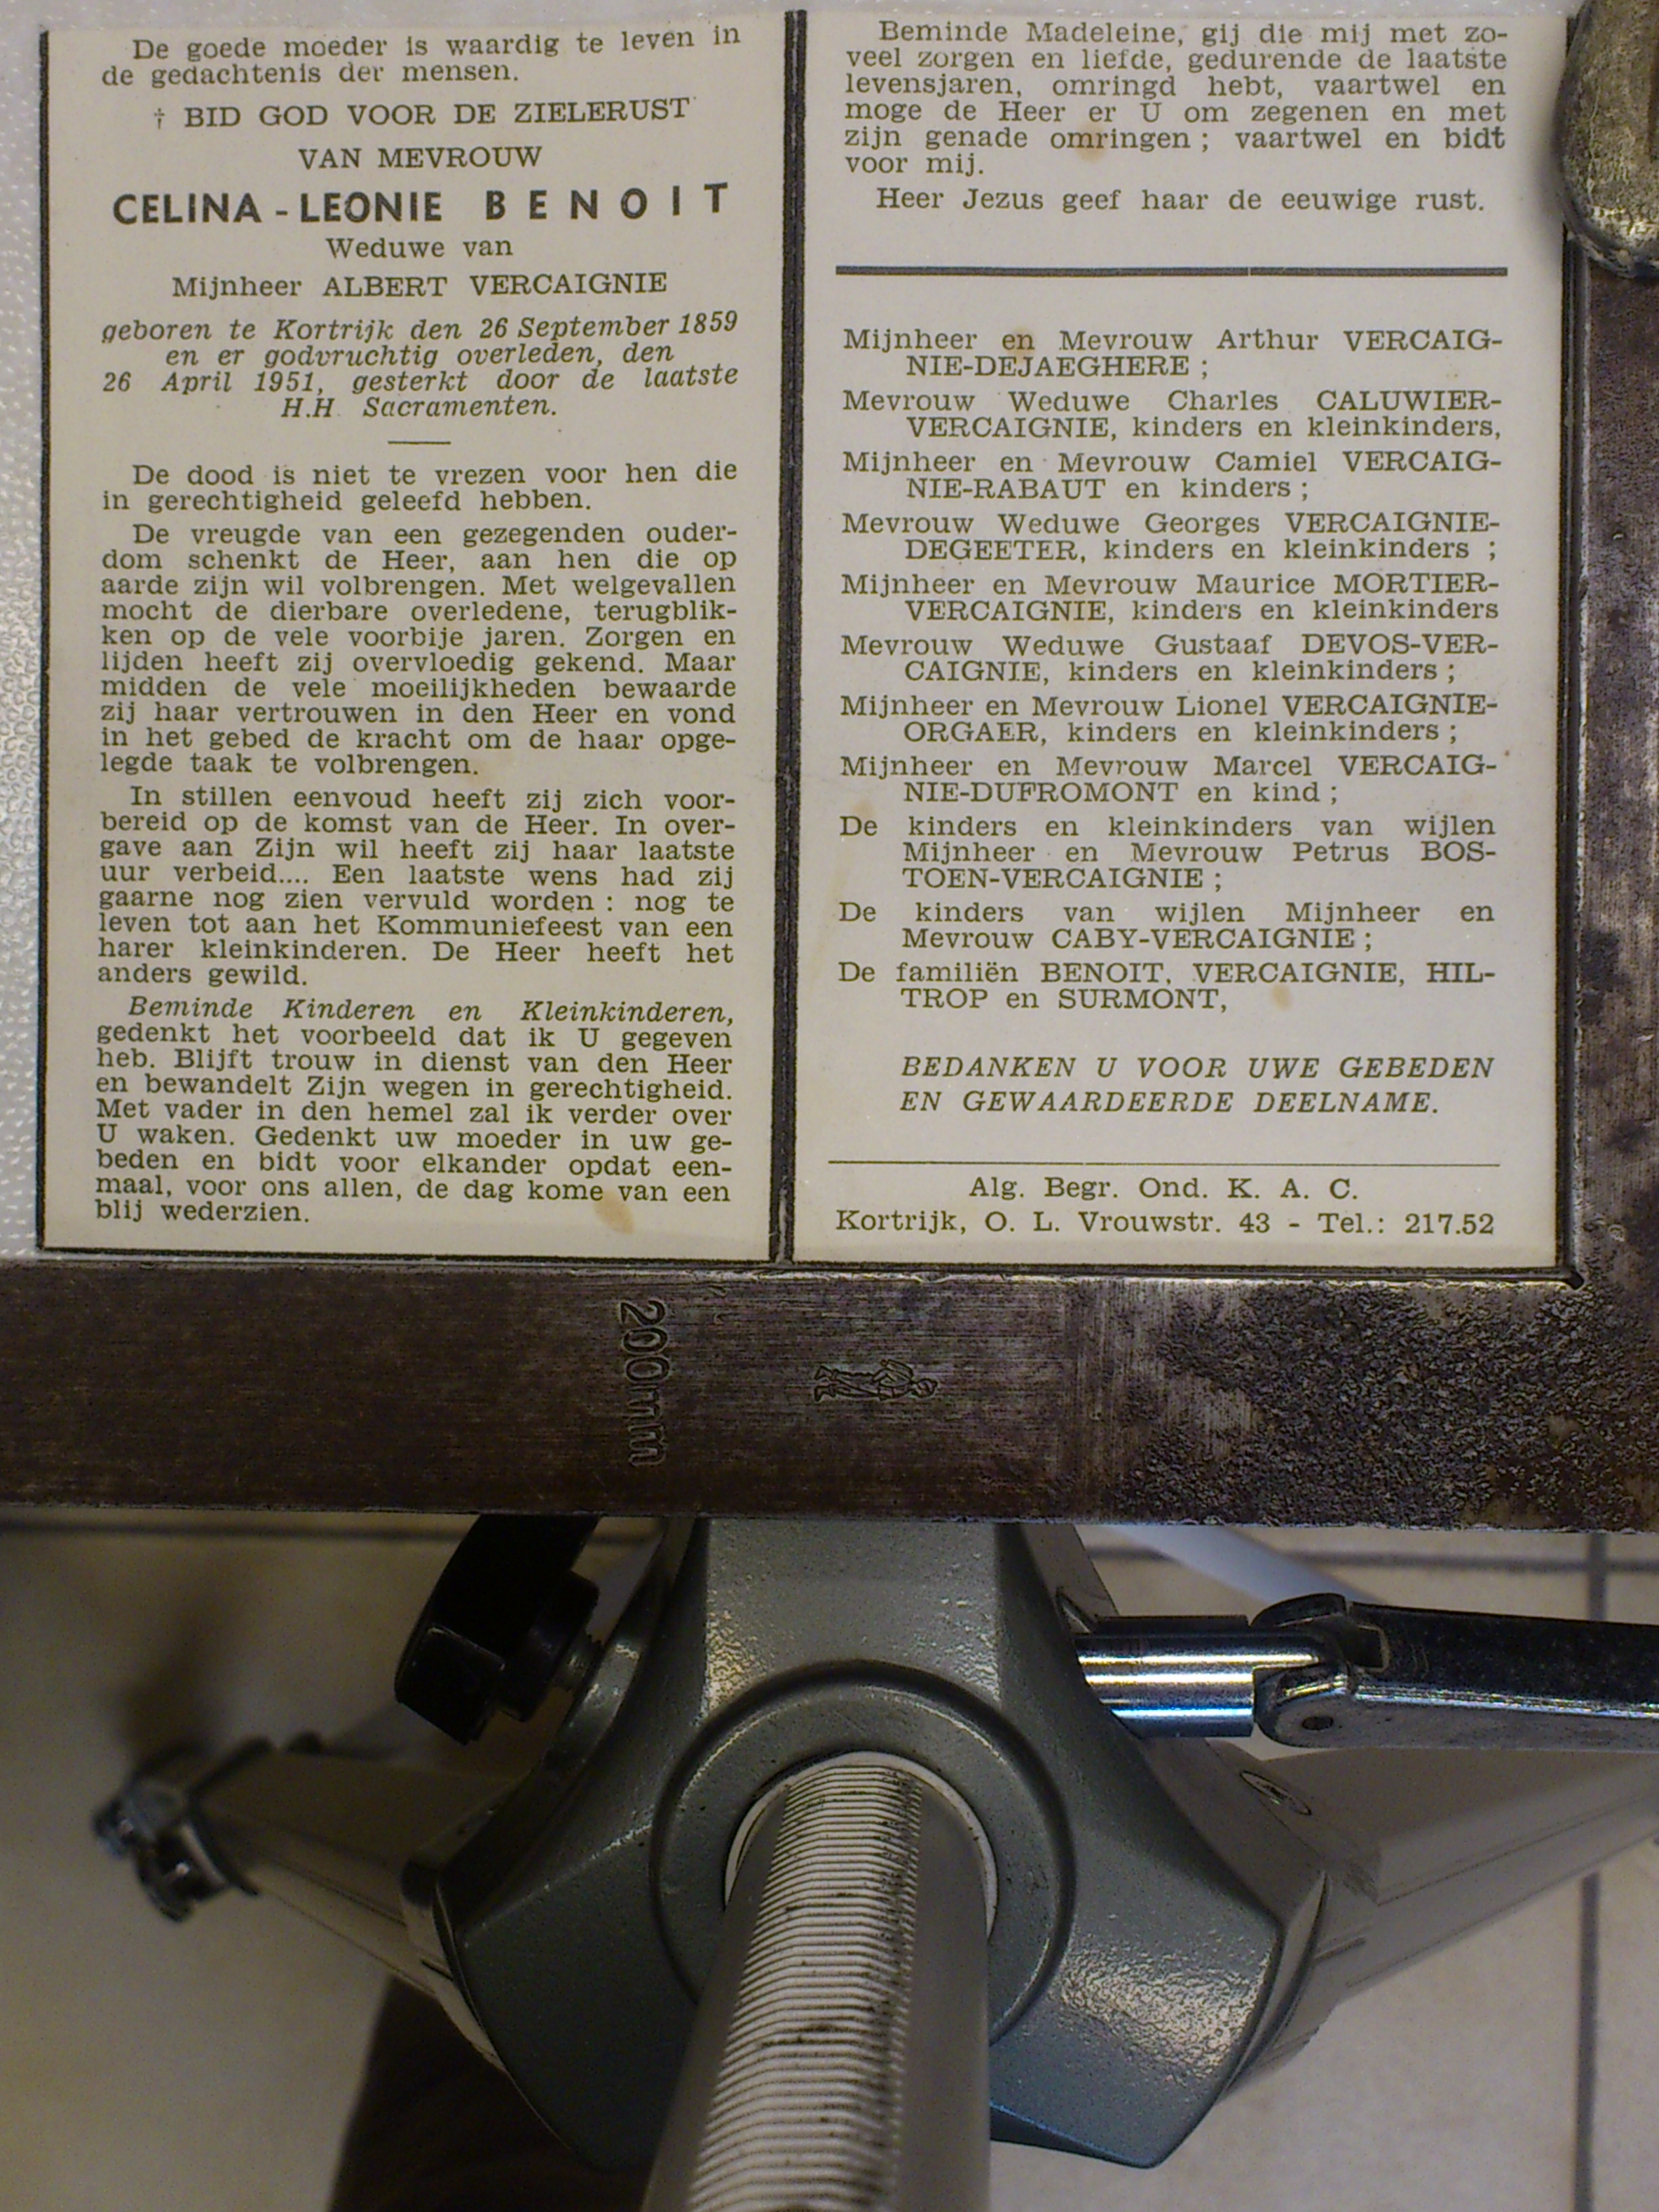 De goede moeder is waardig te leven in
de gedachtenis der mensen.
† BID GOD VOOR DE ZIELERUST
VAN MEVROUW
CELINA-LEONIE BENOIT
Weduwe van
Mijnheer ALBERT VERCAIGNIE
geboren te Kortrijk den 26 September 1859
en er godvruchtig overleden, den
26 April 1951, gesterkt door de laatste
H.H. Sacramenten.
De dood is niet te vrezen voor hen die
in gerechtigheid geleefd hebben.
De vreugde van een gezegenden ouder-
dom schenkt de Heer, aan hen die op
aarde zijn wil volbrengen. Met welgevallen
mocht de dierbare overledene, terugblik-
ken op de vele voorbije jaren. Zorgen en
lijden heeft zij overvloedig gekend. Maar
midden de vele moeilijkheden bewaarde
zij haar vertrouwen in den Heer en vond
in het gebed de kracht om de haar opge-
legde taak te volbrengen.
In stillen eenvoud heeft zij zich voor-
bereid op de komst van de Heer. In over-
gave aan Zijn wil heeft zij haar laatste
uur verbeid.... Een laatste wens had zij
gaarne nog zien vervuld worden : nog te
leven tot aan het Kommuniefeest van een
harer kleinkinderen. De Heer heeft het
anders gewild.
Beminde Kinderen en Kleinkinderen,
gedenkt het voorbeeld dat ik U gegeven
heb. Blijft trouw in dienst van den Heer
en bewandelt Zijn wegen in gerechtigheid.
Met vader in den hemel zal ik verder over
U waken. Gedenkt uw moeder in uw ge-
beden en bidt voor elkander opdat een-
maal, voor ons allen, de dag kome van een
blij wederzien.
Beminde Madeleine, gij die mij met zo-
veel zorgen en liefde, gedurende de laatste
levensjaren, omringd hebt, vaartwel en
moge de Heer er U om zegenen en met
zijn genade omringen ; vaartwel en bidt
voor mij.
Heer Jezus geef haar de eeuwige rust.
Mijnheer en Mevrouw Arthur VERCAIG-
NIE-DEJAEGHERE ;
Mevrouw Weduwe Charles CALUWIER-
VERCAIGNIE, kinders en kleinkinders,
Mijnheer en Mevrouw Camiel VERCAIG-
NIE-RABAUT en kinders ;
Mevrouw Weduwe Georges VERCAIGNIE-
DEGEETER, kinders en kleinkinders ;
Mijnheer en Mevrouw Maurice MORTIER-
VERCAIGNIE, kinders en kleinkinders
Mevrouw Weduwe Gustaaf DEVOS-VER-
CAIGNIE, kinders en kleinkinders ;
Mijnheer en Mevrouw Lionel VERCAIGNIE-
ORGAER, kinders en kleinkinders ;
Mijnheer en Mevrouw Marcel VERCAIG-
NIE-DUFROMONT en kind ;
De kinders en kleinkinders van wijlen
Mijnheer en Mevrouw Petrus BOS-
TOEN-VERCAIGNIE ;
De kinders van wijlen Mijnheer en
Mevrouw CABY-VERCAIGNIE ;
De familiën BENOIT, VERCAIGNIE, HIL-
TROP en SURMONT,
BEDANKEN U VOOR UWE GEBEDEN
EN GEWAARDEERDE DEELNAME.
Alg. Begr. Ond. K. A. C.
Kortrijk, O. L. Vrouwstr. 43 - Tel.: 217.52
200mm